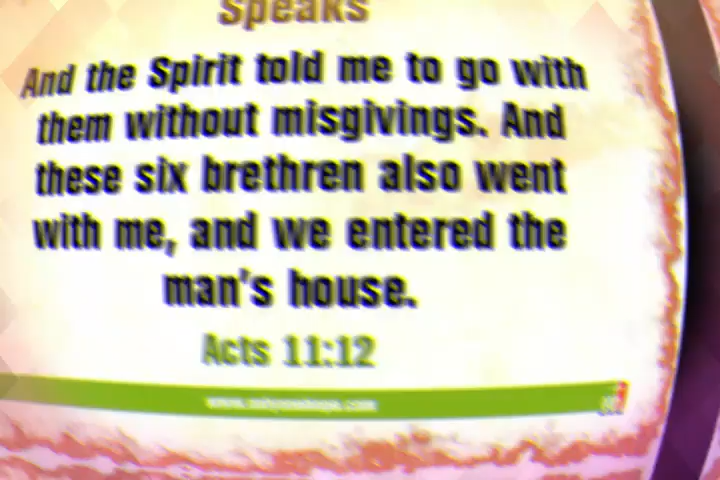 Speaks
And the Spirit told me to go with
them without misgivings. And
these six brethren also went
with me, and we entered the
man's house.
Acts 11:12